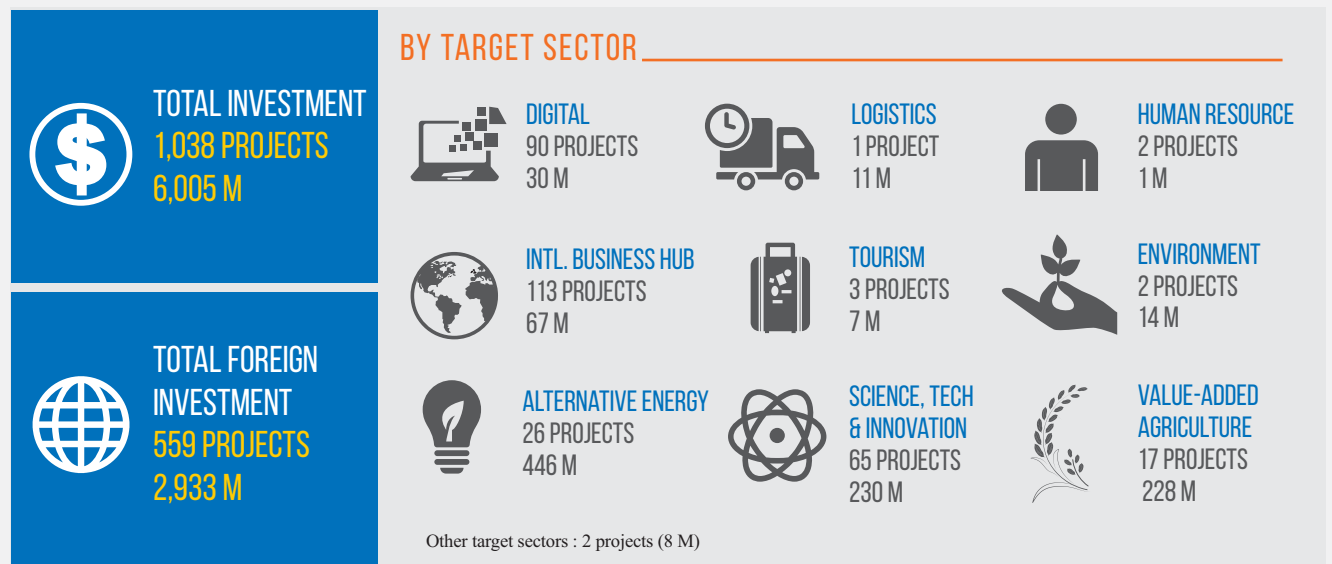 TOTAL INVESTMENT
1,038 PROJECTS
6,005 M
TOTAL FOREIGN
INVESTMENT
559 PROJECTS
2,933 M
BY TARGET SECTOR
DIGITAL
90 PROJECTS
30 M
LOGISTICS
1 PROJECT
11 M
HUMAN RESOURCE
2 PROJECTS
1 M
INTL. BUSINESS HUB
113 PROJECTS
67 M
TOURISM
3 PROJECTS
7 M
ENVIRONMENT
2 PROJECTS
14 M
ALTERNATIVE ENERGY
26 PROJECTS
446 M
SCIENCE, TECH
& INNOVATION
65 PROJECTS
230 M
VALUE-ADDED
AGRICULTURE
17 PROJECTS
228 M
Other target sectors : 2 projects (8 M)